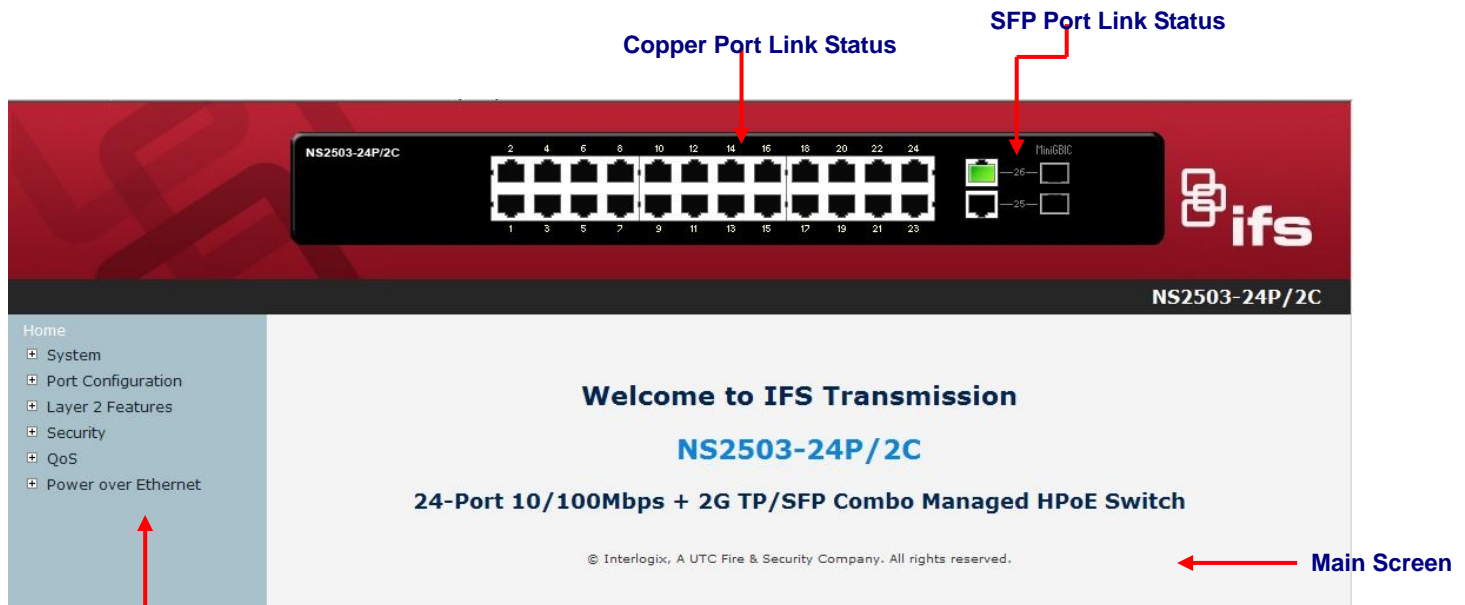 SFP Port Link Status
Copper Port Link Status
NS2503-24P/2C
2 4 6 8 10 12 14 16 18 20 22 24
MiniGBIC
26
25
1 3 5 7 9 11 13 15 17 19 21 23
ifs
NS2503-24P/2C
Home
System
Port Configuration
Layer 2 Features
Security
QoS
Power over Ethernet
Welcome to IFS Transmission
NS2503-24P/2C
24-Port 10/100Mbps + 2G TP/SFP Combo Managed HPoE Switch
© Interlogix, A UTC Fire & Security Company. All rights reserved.
Main Screen